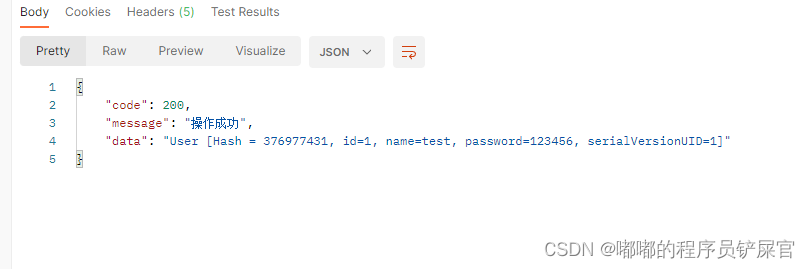 Body Cookies Headers (5) Test Results
Pretty Raw Preview Visualize JSON
1 {
2 "code": 200,
3 "message": "操作成功",
4 "data": "User [Hash = 376977431, id=1, name=test, password=123456, serialVersionUID=1]"
5 }
CSDN @嘟嘟的程序员铲屎官